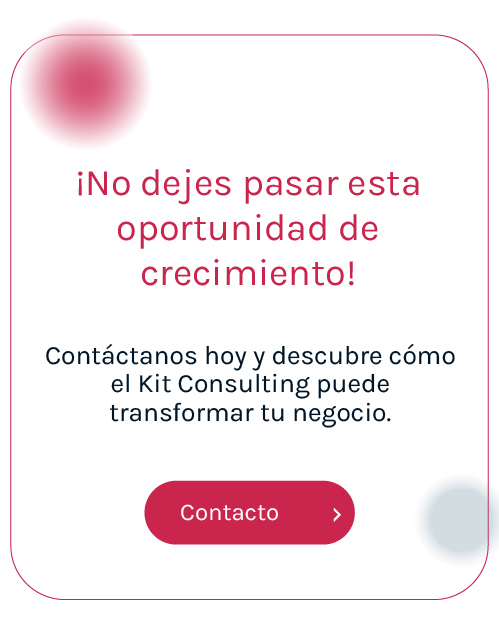 ¡No dejes pasar esta
oportunidad de
crecimiento!
Contáctanos hoy y descubre cómo
el Kit Consulting puede
transformar tu negocio.
Contacto ›